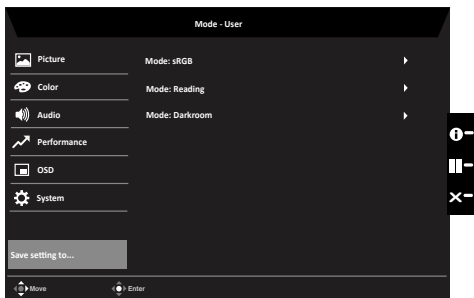 Mode - User
Picture
Color
Audio
Performance
OSD
System
Save setting to...
Mode: sRGB
Mode: Reading
Mode: Darkroom
Move
Enter